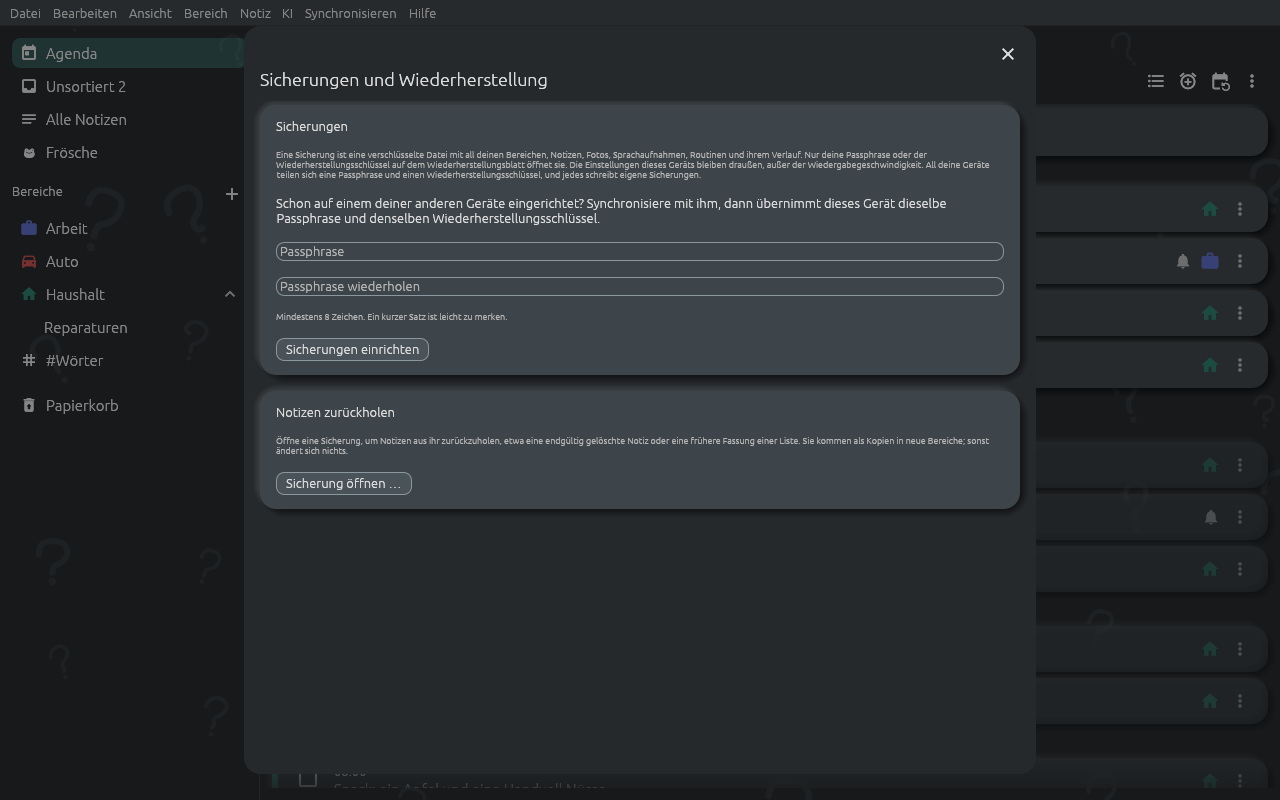 Datei Bearbeiten Ansicht Bereich Notiz KI Synchronisieren Hilfe
Agenda
Unsortiert 2
Alle Notizen
Frösche
Bereiche
Arbeit
Auto
Haushalt
Reparaturen
#Wörter
Papierkorb
Sicherungen und Wiederherstellung
Sicherungen
Eine Sicherung ist eine verschlüsselte Datei mit all deinen Bereichen, Notizen, Fotos, Sprachaufnahmen, Routinen und ihrem Verlauf. Nur deine Passphrase oder der
Wiederherstellungsschlüssel auf dem Wiederherstellungsblatt öffnet sie. Die Einstellungen dieses Geräts bleiben draußen, außer der Wiedergabegeschwindigkeit. All deine Geräte
teilen sich eine Passphrase und einen Wiederherstellungsschlüssel, und jedes schreibt eigene Sicherungen.
Schon auf einem deiner anderen Geräte eingerichtet? Synchronisiere mit ihm, dann übernimmt dieses Gerät dieselbe
Passphrase und denselben Wiederherstellungsschlüssel.
Passphrase
Passphrase wiederholen
Mindestens 8 Zeichen. Ein kurzer Satz ist leicht zu merken.
Sicherungen einrichten
Notizen zurückholen
Öffne eine Sicherung, um Notizen aus ihr zurückzuholen, etwa eine endgültig gelöschte Notiz oder eine frühere Fassung einer Liste. Sie kommen als Kopien in neue Bereiche; sonst
ändert sich nichts.
Sicherung öffnen …